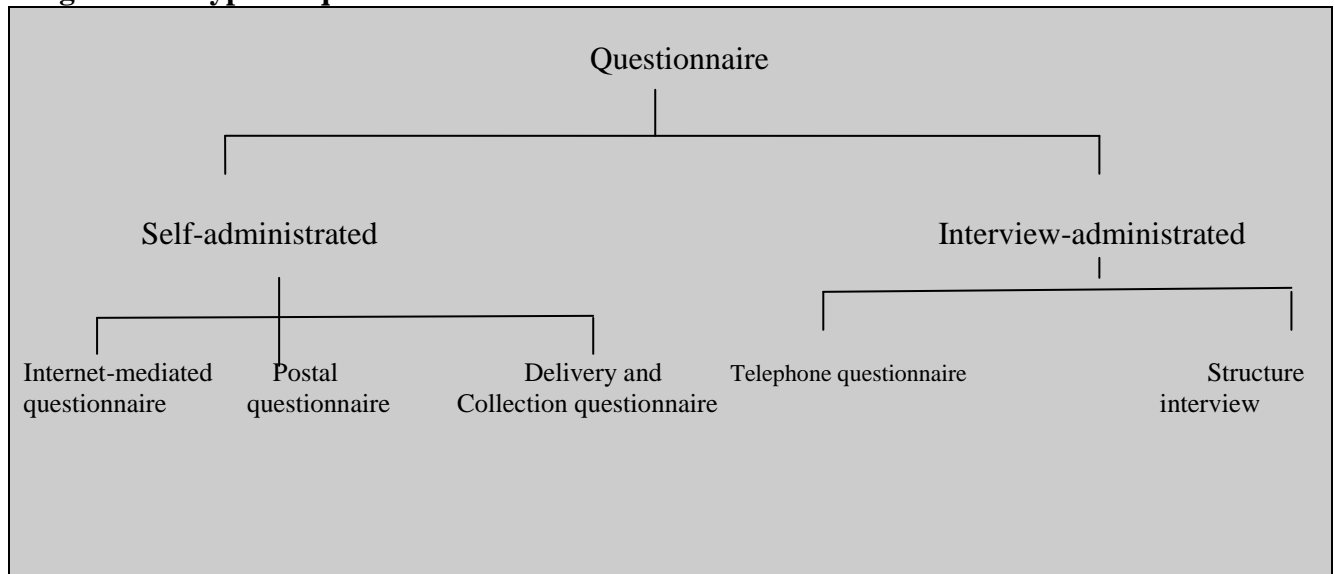 Questionnaire
Self-administrated Interview-administrated
Internet-mediated Postal Delivery and Telephone questionnaire Structure
questionnaire questionnaire Collection questionnaire interview